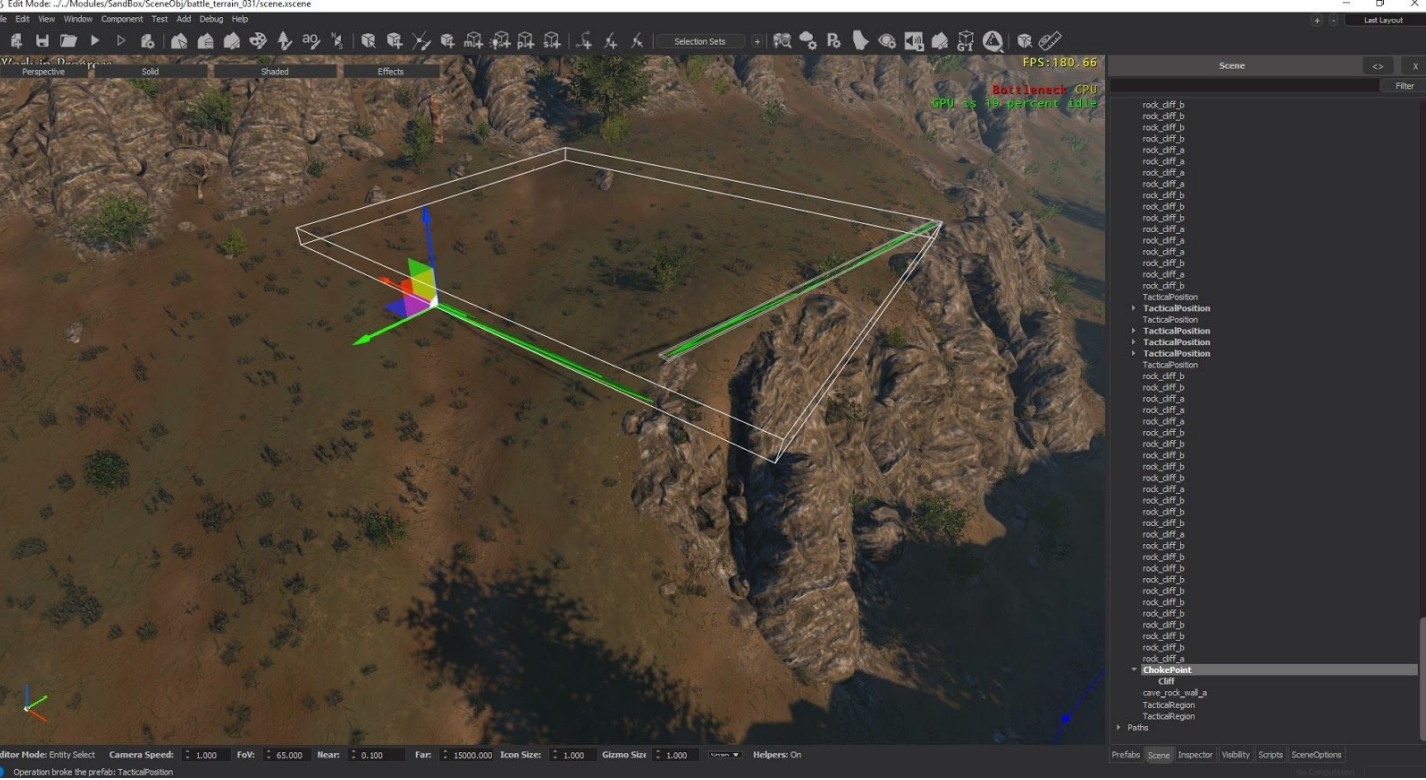 Edit Mode: ../../Modules/SandBox/SceneObj/battle_terrain_031/scene.xscene
Edit View Window Component Test Add Debug Help
Last Layout
Selection Sets
Work in Progress
Perspective Solid Shaded Effects
FPS:180.66
Bottleneck CPU
GPU is 19 percent idle
Scene <> X
Filter
rock_cliff_b
rock_cliff_b
rock_cliff_b
rock_cliff_b
rock_cliff_a
rock_cliff_a
rock_cliff_a
rock_cliff_a
rock_cliff_b
rock_cliff_b
rock_cliff_b
rock_cliff_a
rock_cliff_a
rock_cliff_a
rock_cliff_b
rock_cliff_a
rock_cliff_b
TacticalPosition
TacticalPosition
TacticalPosition
TacticalPosition
TacticalPosition
TacticalPosition
TacticalPosition
rock_cliff_b
rock_cliff_b
rock_cliff_a
rock_cliff_a
rock_cliff_a
rock_cliff_b
rock_cliff_b
rock_cliff_b
rock_cliff_b
rock_cliff_b
rock_cliff_a
rock_cliff_b
rock_cliff_b
rock_cliff_b
rock_cliff_a
rock_cliff_b
rock_cliff_b
rock_cliff_b
rock_cliff_b
rock_cliff_b
rock_cliff_b
rock_cliff_b
rock_cliff_b
rock_cliff_b
rock_cliff_b
rock_cliff_a
ChokePoint
Cliff
cave_rock_wall_a
TacticalRegion
TacticalRegion
Paths
Editor Mode: Entity Select Camera Speed: 1.000 FoV: 65.000 Near: 0.100 Far: 15000.000 Icon Size: 1.000 Gizmo Size 1.000 Helpers: On
Prefabs Scene Inspector Visibility Scripts SceneOptions
Operation broke the prefab: TacticalPosition